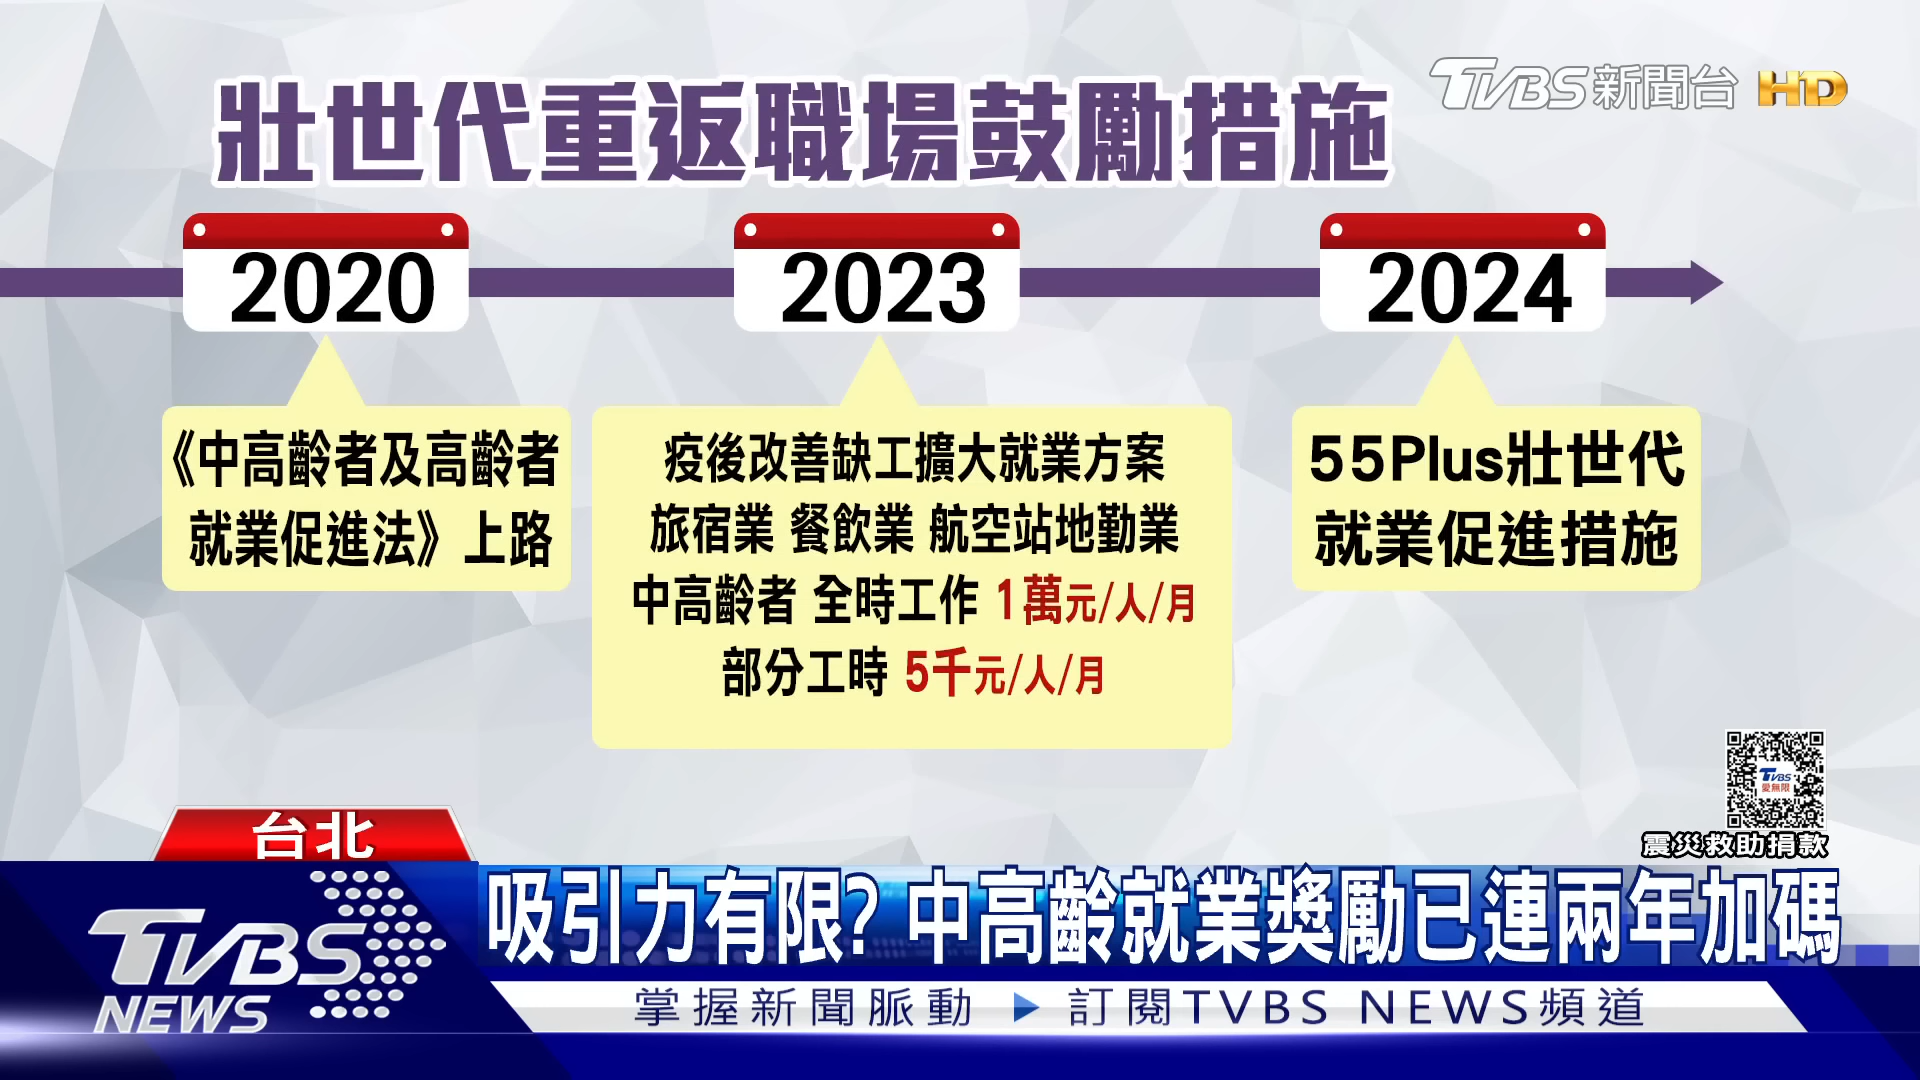 壯世代重返職場鼓勵措施
TVBS新聞台 HD
2020
2023
2024
《中高齡者及高齡者
就業促進法》上路
疫後改善缺工擴大就業方案
旅宿業 餐飲業 航空站地勤業
中高齡者 全時工作 1萬元/人/月
部分工時 5千元/人/月
55Plus壯世代
就業促進措施
TVBS
愛無限
震災救助捐款
台北
吸引力有限? 中高齡就業獎勵已連兩年加碼
TVBS
NEWS
掌握新聞脈動 ▶ 訂閱TVBS NEWS頻道